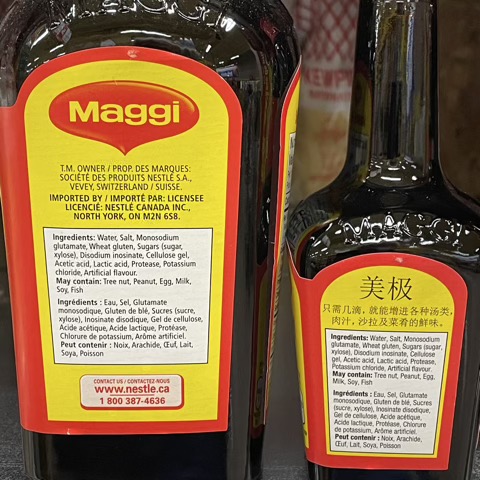 Maggi
T.M. OWNER / PROP. DES MARQUES:
SOCIÉTÉ DES PRODUITS NESTLÉ S.A.,
VEVEY, SWITZERLAND / SUISSE.
IMPORTED BY / IMPORTÉ PAR: LICENSEE
LICENCIÉ: NESTLÉ CANADA INC.,
NORTH YORK, ON M2N 6S8.
Ingredients: Water, Salt, Monosodium
glutamate, Wheat gluten, Sugars (sugar,
xylose), Disodium inosinate, Cellulose gel,
Acetic acid, Lactic acid, Protease, Potassium
chloride, Artificial flavour.
May contain: Tree nut, Peanut, Egg, Milk,
Soy, Fish
Ingrédients : Eau, Sel, Glutamate
monosodique, Gluten de blé, Sucres (sucre,
xylose), Inosinate disodique, Gel de cellulose,
Acide acétique, Acide lactique, Protéase,
Chlorure de potassium, Arôme artificiel.
Peut contenir : Noix, Arachide, Œuf, Lait,
Soya, Poisson
CONTACT US / CONTACTEZ-NOUS
www.nestle.ca
1 800 387-4636
美极
只需几滴, 就能增进各种汤类,
肉汁, 沙拉及菜肴的鲜味。
Ingredients: Water, Salt, Monosodium
glutamate, Wheat gluten, Sugars (sugar,
xylose), Disodium inosinate, Cellulose
gel, Acetic acid, Lactic acid, Protease,
Potassium chloride, Artificial flavour.
May contain: Tree nut, Peanut, Egg,
Milk, Soy, Fish
Ingrédients : Eau, Sel, Glutamate
monosodique, Gluten de blé, Sucres
(sucre, xylose), Inosinate disodique,
Gel de cellulose, Acide acétique,
Acide lactique, Protéase, Chlorure
de potassium, Arôme artificiel.
Peut contenir : Noix, Arachide,
Œuf, Lait, Soya, Poisson